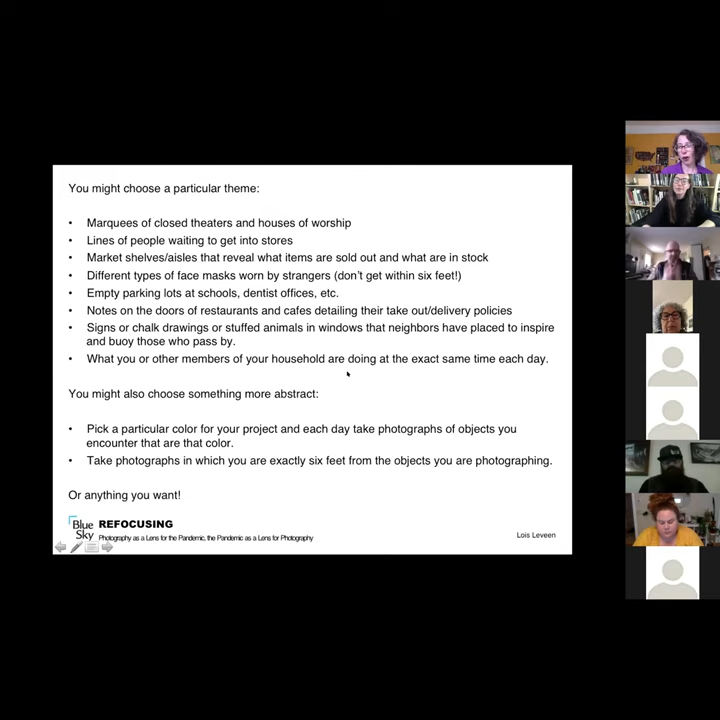 You might choose a particular theme:
• Marquees of closed theaters and houses of worship
• Lines of people waiting to get into stores
• Market shelves/aisles that reveal what items are sold out and what are in stock
• Different types of face masks worn by strangers (don't get within six feet!)
• Empty parking lots at schools, dentist offices, etc.
• Notes on the doors of restaurants and cafes detailing their take out/delivery policies
• Signs or chalk drawings or stuffed animals in windows that neighbors have placed to inspire
and buoy those who pass by.
• What you or other members of your household are doing at the exact same time each day.
You might also choose something more abstract:
• Pick a particular color for your project and each day take photographs of objects you
encounter that are that color.
• Take photographs in which you are exactly six feet from the objects you are photographing.
Or anything you want!
Blue
Sky
REFOCUSING
Photography as a Lens for the Pandemic, the Pandemic as a Lens for Photography
Lois Leveen